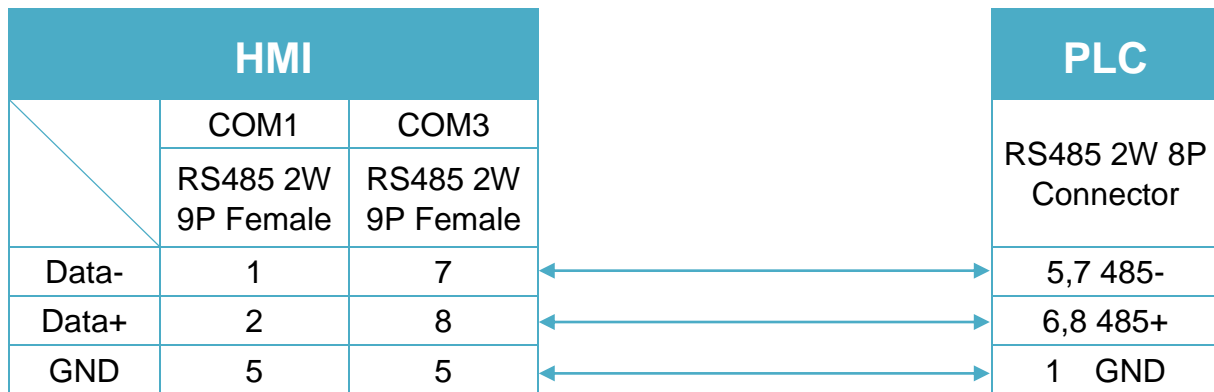 HMI PLC
COM1 COM3
RS485 2W 9P Female RS485 2W 9P Female RS485 2W 8P Connector
Data- 1 7 5,7 485-
Data+ 2 8 6,8 485+
GND 5 5 1 GND